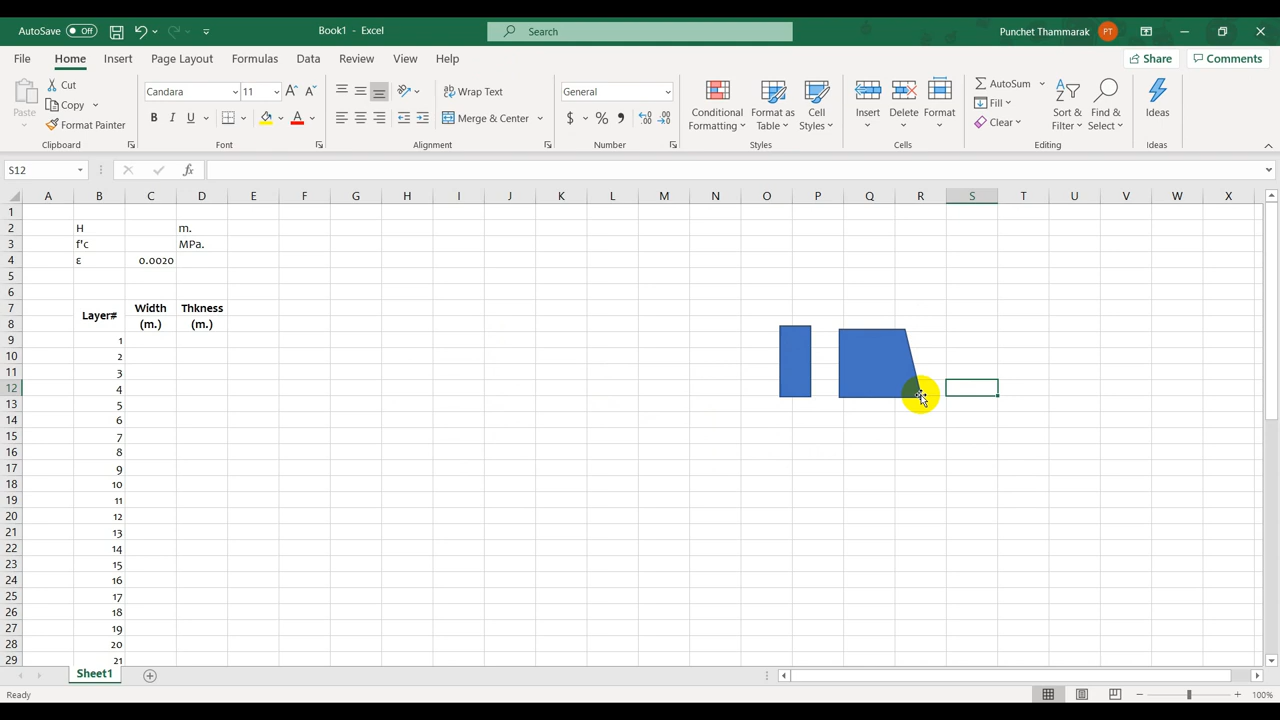 AutoSave Off
Book1 - Excel
Search
Punchet Thammarak PT
File Home Insert Page Layout Formulas Data Review View Help
Share Comments
Paste
Cut
Copy
Format Painter
Clipboard
Candara
B I U A
Font
Wrap Text
Merge & Center
Alignment
General
$ % ,
Number
Conditional Formatting
Format as Table
Cell Styles
Styles
Insert Delete Format
Cells
AutoSum
Fill
Clear
Sort & Filter
Find & Select
Editing
Ideas
Ideas
S12 fx
A B C D E F G H I J K L M N O P Q R S T U V W X
1
2 H m.
3 f'c MPa.
4 ε 0.0020
5
6
7 Layer# Width Thkness
8 (m.) (m.)
9 1
10 2
11 3
12 4
13 5
14 6
15 7
16 8
17 9
18 10
19 11
20 12
21 13
22 14
23 15
24 16
25 17
26 18
27 19
28 20
29 21
Sheet1
Ready
100%